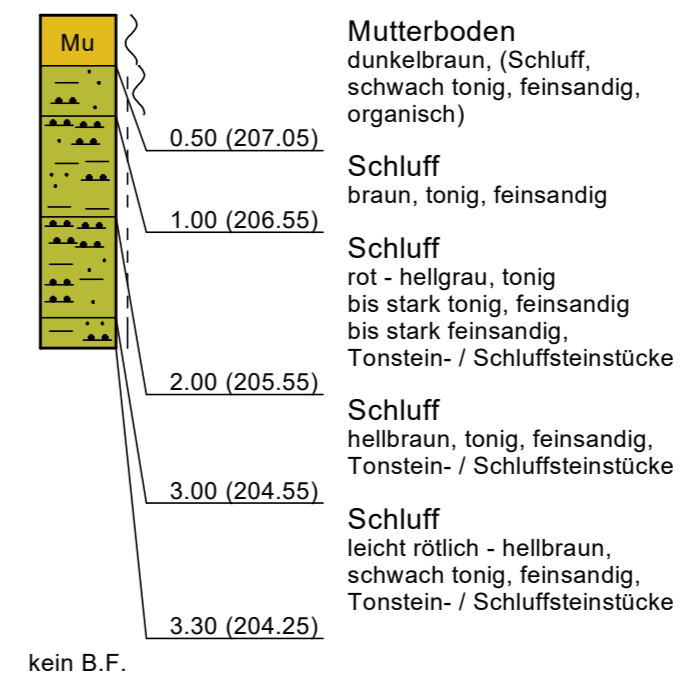 Mu
Mutterboden
dunkelbraun, (Schluff,
schwach tonig, feinsandig,
organisch)
0.50 (207.05)
Schluff
braun, tonig, feinsandig
1.00 (206.55)
Schluff
rot - hellgrau, tonig
bis stark tonig, feinsandig
bis stark feinsandig,
Tonstein- / Schluffsteinstücke
2.00 (205.55)
Schluff
hellbraun, tonig, feinsandig,
Tonstein- / Schluffsteinstücke
3.00 (204.55)
Schluff
leicht rötlich - hellbraun,
schwach tonig, feinsandig,
Tonstein- / Schluffsteinstücke
3.30 (204.25)
kein B.F.